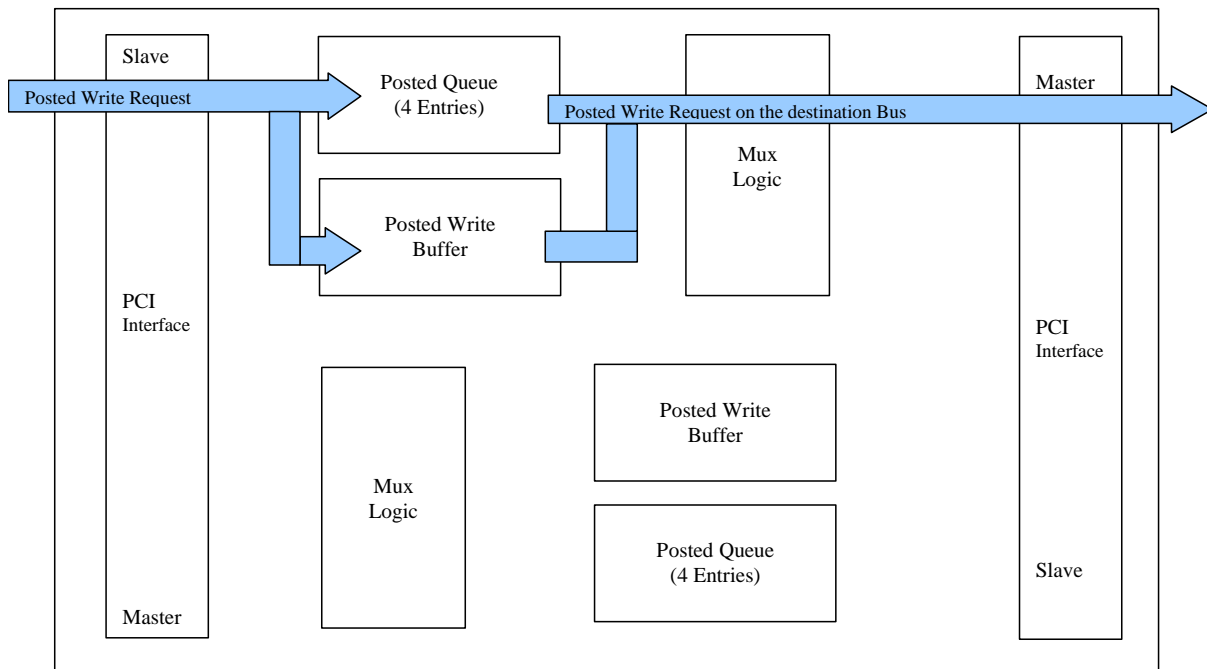 Slave
Posted Write Request
PCI
Interface
Master
Posted Queue
(4 Entries)
Posted Write
Buffer
Mux
Logic
Posted Write Request on the destination Bus
Mux
Logic
Posted Write
Buffer
Posted Queue
(4 Entries)
Master
PCI
Interface
Slave